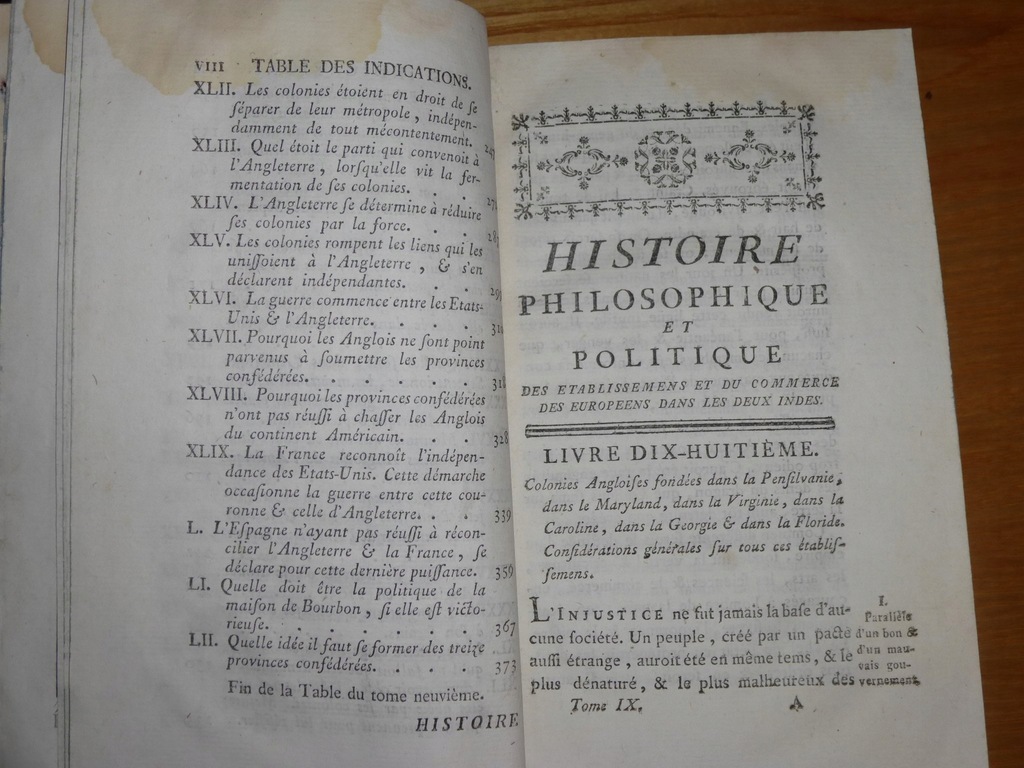 VIII TABLE DES INDICATIONS.
XLII. Les colonies étoient en droit de ſe
ſéparer de leur métropole, indépen-
damment de tout mécontentement.
XLIII. Quel étoit le parti qui convenoit à
l'Angleterre, lorſqu'elle vit la fer-
mentation de ſes colonies. . .
XLIV. L'Angleterre ſe détermine à réduire
ſes colonies par la force. . .
XLV. Les colonies rompent les liens qui les
uniſſoient à l'Angleterre, & s'en
déclarent indépendantes. . .
XLVI. La guerre commence entre les Etats-
Unis & l'Angleterre. . . . .
XLVII. Pourquoi les Anglois ne ſont point
parvenus à ſoumettre les provinces
confédérées. . . . . . .
XLVIII. Pourquoi les provinces confédérées
n'ont pas réuſſi à chaſſer les Anglois
du continent Américain. . . 328
XLIX. La France reconnoît l'indépen-
dance des Etats-Unis. Cette démarche
occaſionne la guerre entre cette cou-
ronne & celle d'Angleterre. . . 339
L. L'Eſpagne n'ayant pas réuſſi à récon-
cilier l'Angleterre & la France, ſe
déclare pour cette dernière puiſſance. 359
LI. Quelle doit être la politique de la
maiſon de Bourbon, ſi elle eſt victo-
rieuſe. . . . . . . 367
LII. Quelle idée il faut ſe former des treize
provinces confédérées. . . . 373
Fin de la Table du tome neuvième.
HISTOIRE
HISTOIRE
PHILOSOPHIQUE
ET
POLITIQUE
DES ETABLISSEMENS ET DU COMMERCE
DES EUROPEENS DANS LES DEUX INDES.
LIVRE DIX-HUITIÈME.
Colonies Angloiſes fondées dans la Penſilvanie,
dans le Maryland, dans la Virginie, dans la
Caroline, dans la Georgie & dans la Floride.
Conſidérations générales ſur tous ces établiſ-
ſemens.
L'INJUSTICE ne fut jamais la baſe d'au-
cune ſociété. Un peuple, créé par un pacte
auſſi étrange, auroit été en même tems, & le
plus dénaturé, & le plus malheureux des
I.
Parallèle
d'un bon &
d'un mau-
vais gou-
vernement.
Tome IX. A